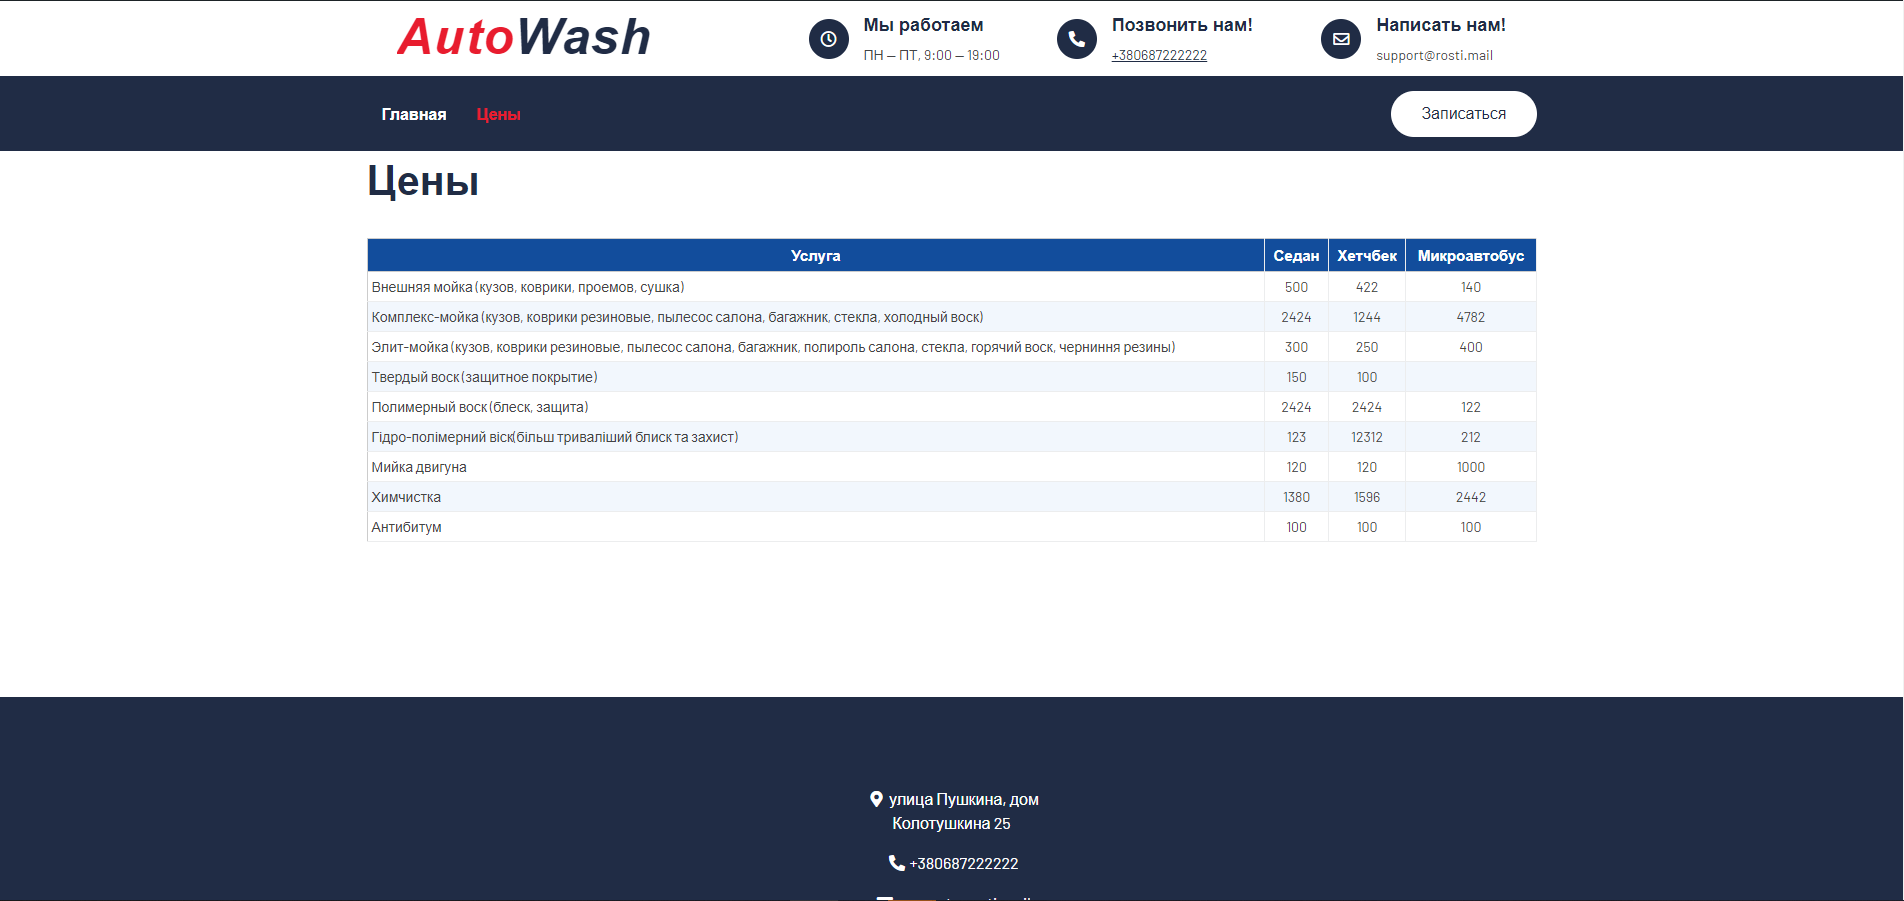 AutoWash
Мы работаем
ПН – ПТ, 9:00 – 19:00
Позвонить нам!
+380687222222
Написать нам!
support@rosti.mail
Главная Цены Записаться
Цены
Услуга Седан Хетчбек Микроавтобус
Внешняя мойка (кузов, коврики, проемов, сушка) 500 422 140
Комплекс-мойка (кузов, коврики резиновые, пылесос салона, багажник, стекла, холодный воск) 2424 1244 4782
Элит-мойка (кузов, коврики резиновые, пылесос салона, багажник, полироль салона, стекла, горячий воск, черниння резины) 300 250 400
Твердый воск (защитное покрытие) 150 100
Полимерный воск (блеск, защита) 2424 2424 122
Гідро-полімерний віск(більш триваліший блиск та захист) 123 12312 212
Мийка двигуна 120 120 1000
Химчистка 1380 1596 2442
Антибитум 100 100 100
улица Пушкина, дом
Колотушкина 25
+380687222222